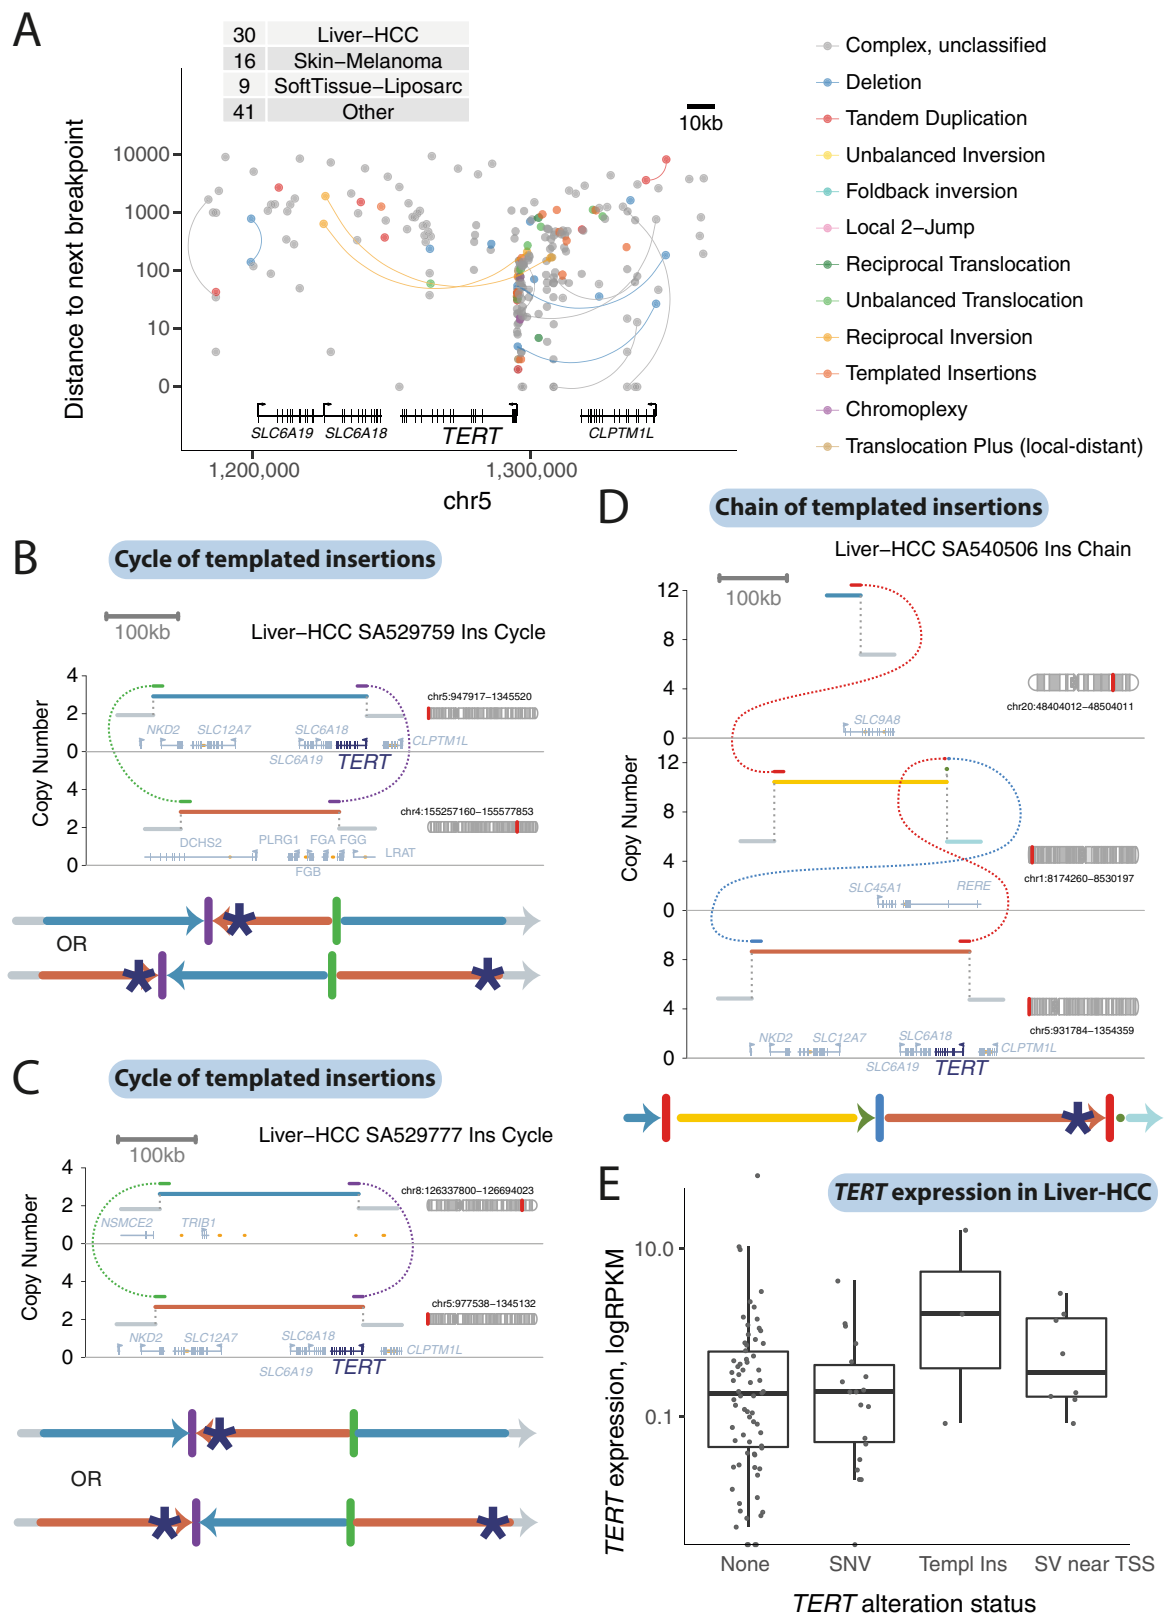 A
30 Liver−HCC
16 Skin−Melanoma
9 SoftTissue−Liposarc
41 Other
10kb
Distance to next breakpoint
10000
1000
100
10
0
SLC6A19
SLC6A18
TERT
CLPTM1L
1,200,000
1,300,000
chr5
Complex, unclassified
Deletion
Tandem Duplication
Unbalanced Inversion
Foldback inversion
Local 2−Jump
Reciprocal Translocation
Unbalanced Translocation
Reciprocal Inversion
Templated Insertions
Chromoplexy
Translocation Plus (local-distant)
B
Cycle of templated insertions
100kb
Liver−HCC SA529759 Ins Cycle
Copy Number
4
2
0
chr5:947917−1345520
NKD2
SLC12A7
SLC6A18
SLC6A19
TERT
CLPTM1L
4
2
0
chr4:155257160−155577853
DCHS2
PLRG1
FGA
FGG
FGB
LRAT
OR
C
Cycle of templated insertions
100kb
Liver−HCC SA529777 Ins Cycle
Copy Number
4
2
0
chr8:126337800−126694023
NSMCE2
TRIB1
4
2
0
chr5:977538−1345132
NKD2
SLC12A7
SLC6A18
SLC6A19
TERT
CLPTM1L
OR
D
Chain of templated insertions
Liver−HCC SA540506 Ins Chain
100kb
Copy Number
12
8
4
0
chr20:48404012−48504011
SLC9A8
12
8
4
0
chr1:8174260−8530197
SLC45A1
RERE
8
4
0
chr5:931784−1354359
NKD2
SLC12A7
SLC6A18
SLC6A19
TERT
CLPTM1L
E
TERT expression in Liver-HCC
TERT expression, logRPKM
10.0
0.1
None
SNV
Templ Ins
SV near TSS
TERT alteration status